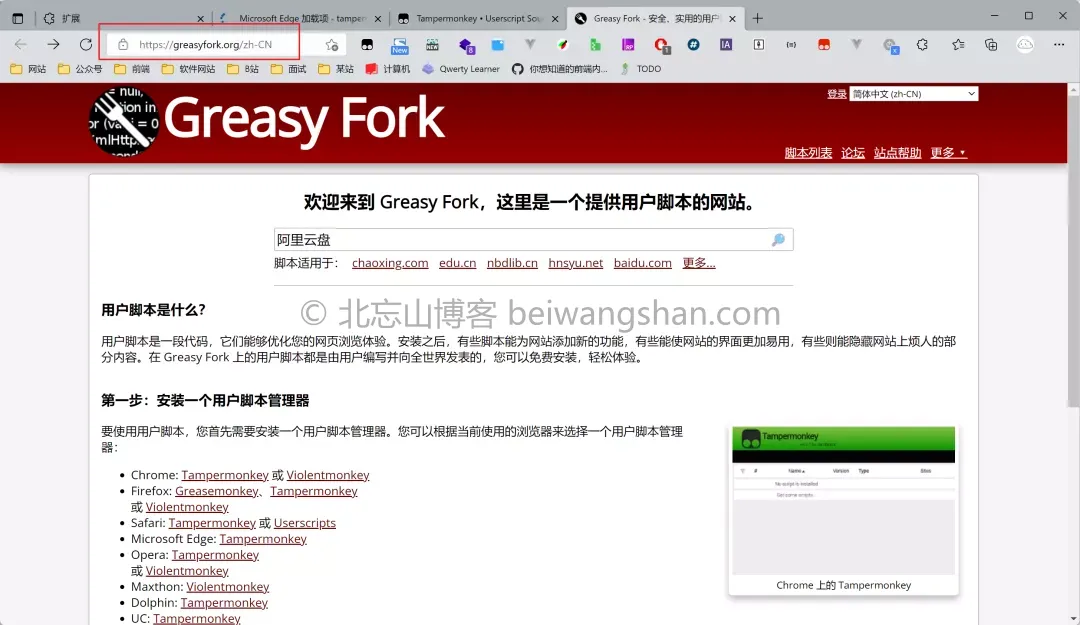 扩展
Microsoft Edge 加载项 - tamper
Tampermonkey • Userscript Sou
Greasy Fork - 安全、实用的用户
https://greasyfork.org/zh-CN
网站
公众号
前端
软件网站
B站
面试
某站
计算机
Qwerty Learner
你想知道的前端内...
TODO
Greasy Fork
登录
简体中文 (zh-CN)
脚本列表 论坛 站点帮助 更多
欢迎来到 Greasy Fork，这里是一个提供用户脚本的网站。
阿里云盘
脚本适用于： chaoxing.com edu.cn nbdlib.cn hnsyu.net baidu.com 更多...
用户脚本是什么？
© 北忘山博客 beiwangshan.com
用户脚本是一段代码，它们能够优化您的网页浏览体验。安装之后，有些脚本能为网站添加新的功能，有些能使网站的界面更加易用，有些则能隐藏网站上烦人的部
分内容。在 Greasy Fork 上的用户脚本都是由用户编写并向全世界发表的，您可以免费安装，轻松体验。
第一步：安装一个用户脚本管理器
要使用用户脚本，您首先需要安装一个用户脚本管理器。您可以根据当前使用的浏览器来选择一个用户脚本管理
器：
Chrome: Tampermonkey 或 Violentmonkey
Firefox: Greasemonkey、Tampermonkey
或 Violentmonkey
Safari: Tampermonkey 或 Userscripts
Microsoft Edge: Tampermonkey
Opera: Tampermonkey
或 Violentmonkey
Maxthon: Violentmonkey
Dolphin: Tampermonkey
UC: Tampermonkey
Tampermonkey
Name Version Type Sites
No script is installed
Get some scripts...
Chrome 上的 Tampermonkey